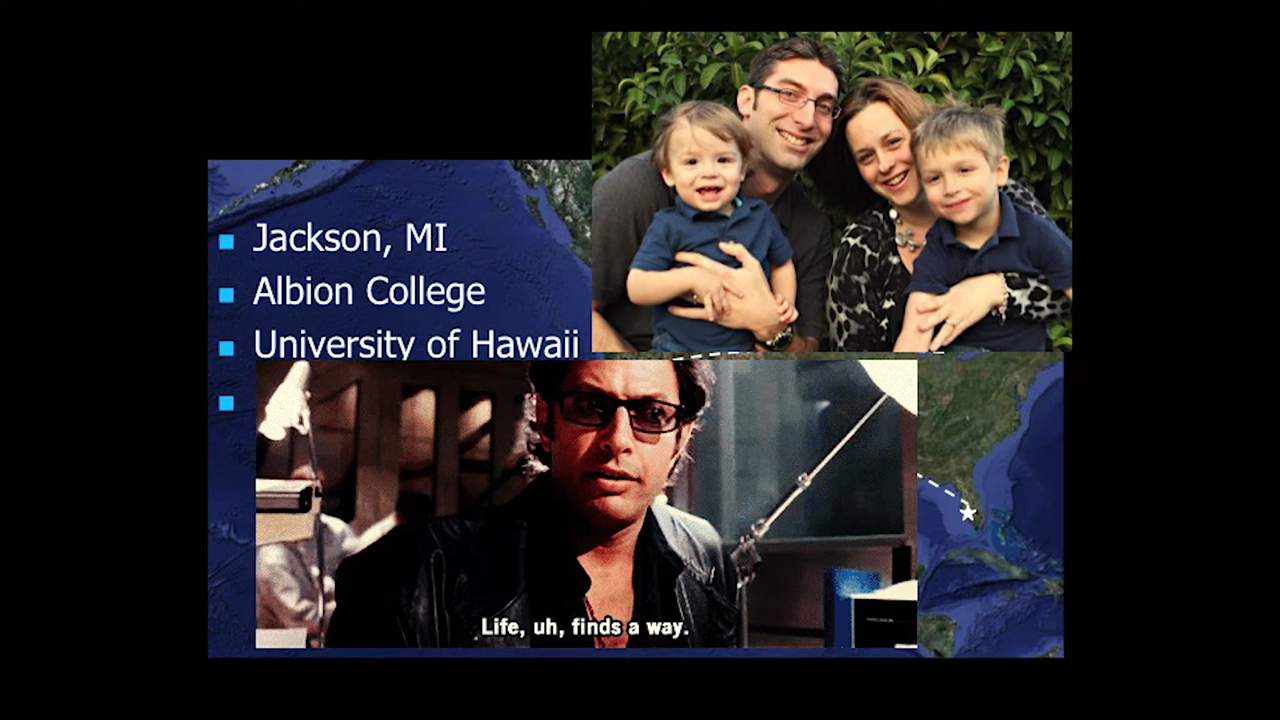 Jackson, MI
Albion College
University of Hawaii
Life, uh, finds a way.